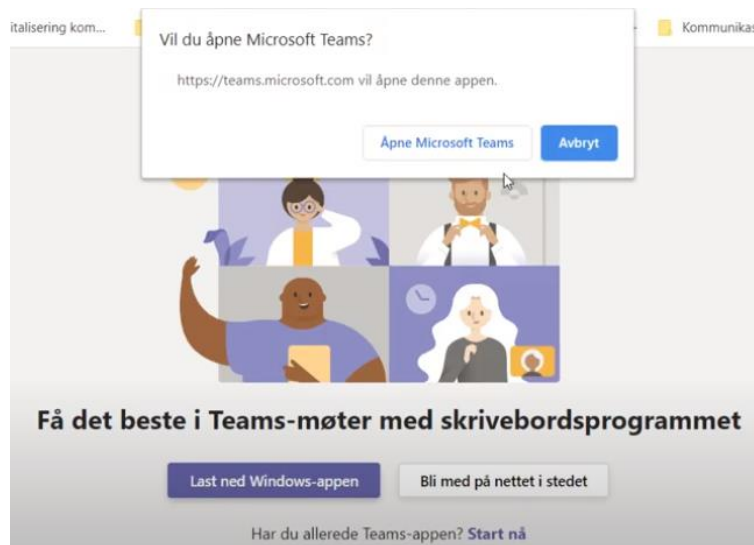 italisering kom...
Kommunikas
Vil du åpne Microsoft Teams?
https://teams.microsoft.com vil åpne denne appen.
Åpne Microsoft Teams
Avbryt
Få det beste i Teams-møter med skrivebordsprogrammet
Last ned Windows-appen
Bli med på nettet i stedet
Har du allerede Teams-appen? Start nå